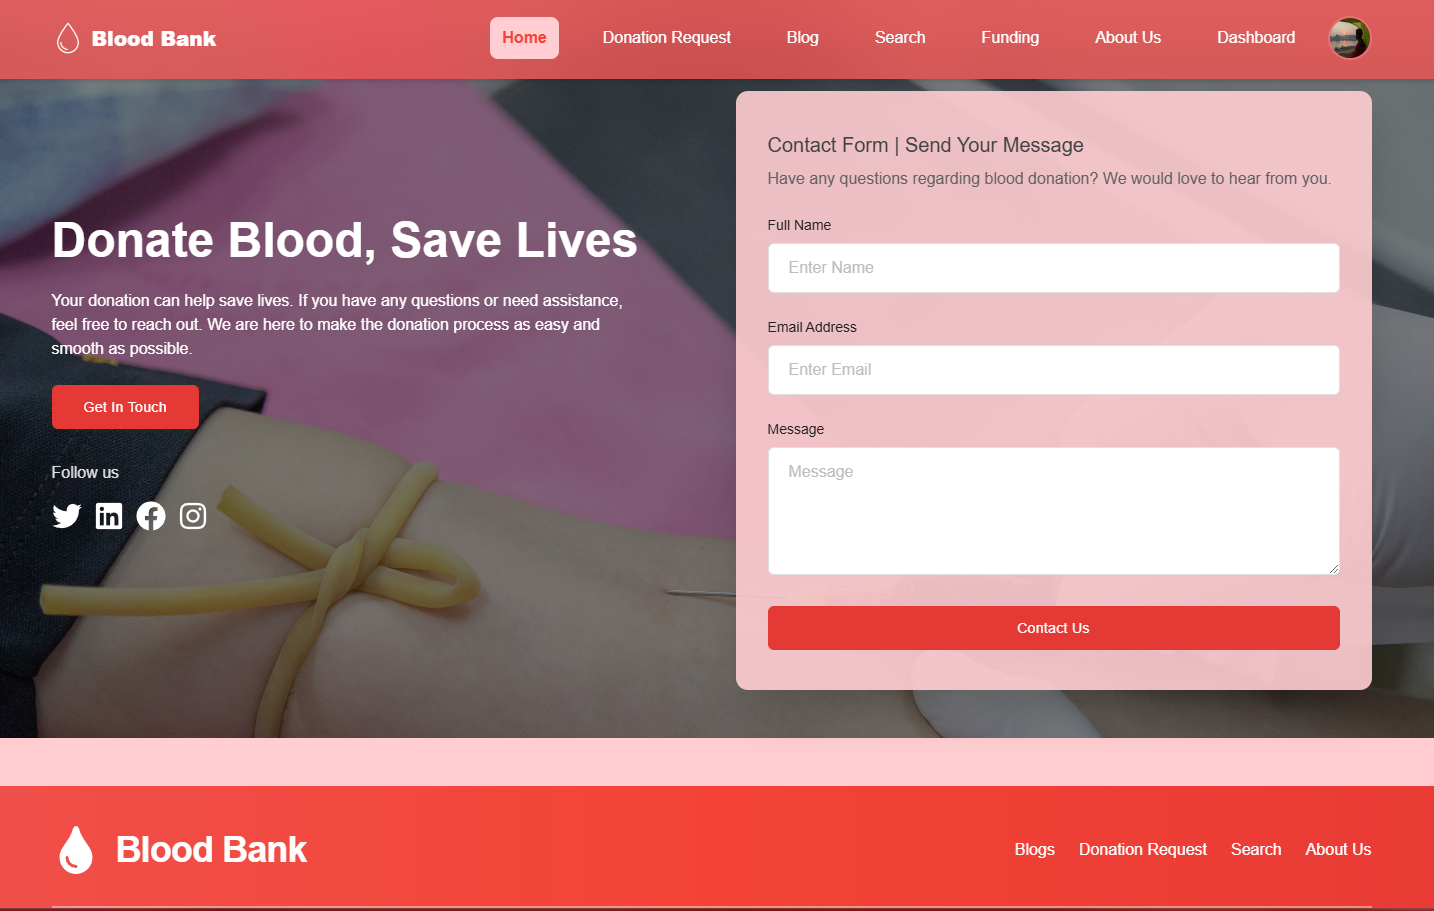 Blood Bank
Home
Donation Request
Blog
Search
Funding
About Us
Dashboard
Donate Blood, Save Lives
Your donation can help save lives. If you have any questions or need assistance,
feel free to reach out. We are here to make the donation process as easy and
smooth as possible.
Get In Touch
Follow us
Contact Form | Send Your Message
Have any questions regarding blood donation? We would love to hear from you.
Full Name
Enter Name
Email Address
Enter Email
Message
Message
Contact Us
Blood Bank
Blogs
Donation Request
Search
About Us